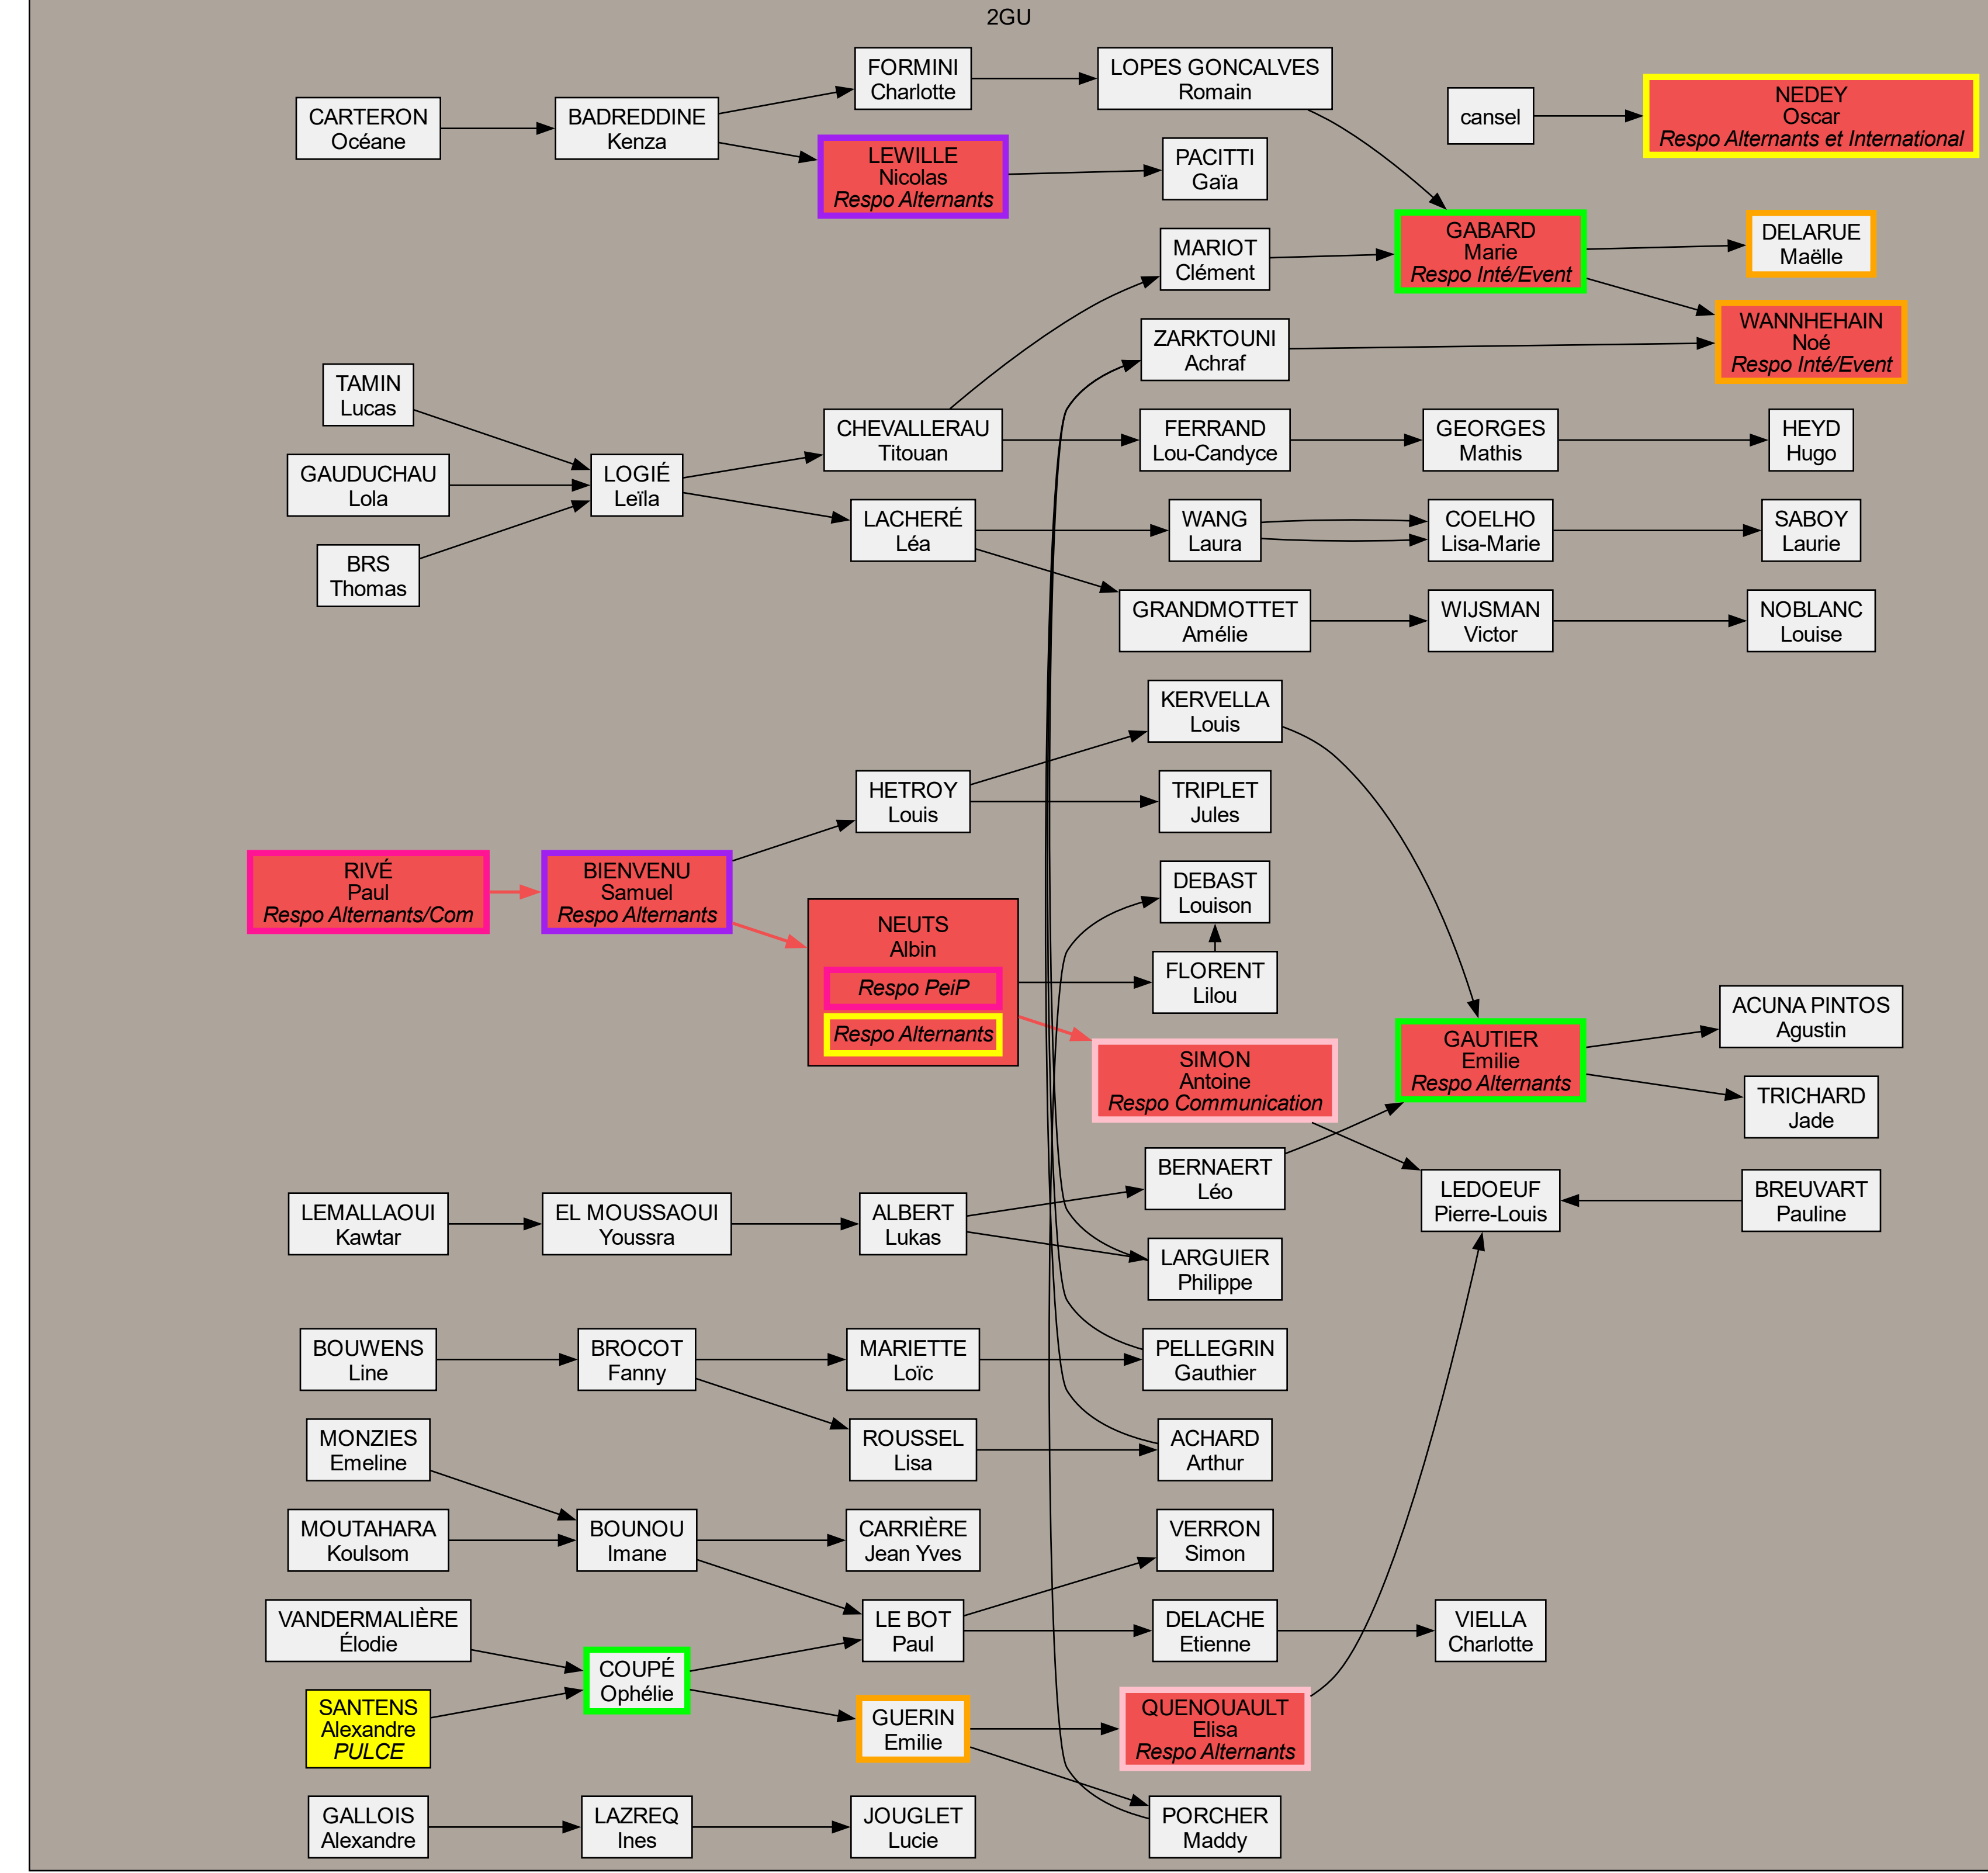 2GU
CARTERON
Océane
BADREDDINE
Kenza
FORMINI
Charlotte
LOPES GONCALVES
Romain
cansel
NEDEY
Oscar
Respo Alternants et International
LEWILLE
Nicolas
Respo Alternants
PACITTI
Gaïa
MARIOT
Clément
GABARD
Marie
Respo Inté/Event
DELARUE
Maëlle
ZARKTOUNI
Achraf
WANNHEHAIN
Noé
Respo Inté/Event
TAMIN
Lucas
GAUDUCHAU
Lola
BRS
Thomas
LOGIÉ
Leïla
CHEVALLERAU
Titouan
FERRAND
Lou-Candyce
GEORGES
Mathis
HEYD
Hugo
LACHERÉ
Léa
WANG
Laura
COELHO
Lisa-Marie
SABOY
Laurie
GRANDMOTTET
Amélie
WIJSMAN
Victor
NOBLANC
Louise
KERVELLA
Louis
HETROY
Louis
TRIPLET
Jules
RIVÉ
Paul
Respo Alternants/Com
BIENVENU
Samuel
Respo Alternants
NEUTS
Albin
Respo PeiP
Respo Alternants
DEBAST
Louison
FLORENT
Lilou
SIMON
Antoine
Respo Communication
GAUTIER
Emilie
Respo Alternants
ACUNA PINTOS
Agustin
TRICHARD
Jade
BERNAERT
Léo
LEDOEUF
Pierre-Louis
BREUVART
Pauline
LEMALLAOUI
Kawtar
EL MOUSSAOUI
Youssra
ALBERT
Lukas
LARGUIER
Philippe
BOUWENS
Line
BROCOT
Fanny
MARIETTE
Loïc
PELLEGRIN
Gauthier
MONZIES
Emeline
ROUSSEL
Lisa
ACHARD
Arthur
MOUTAHARA
Koulsom
BOUNOU
Imane
CARRIÈRE
Jean Yves
VERRON
Simon
VANDERMALIÈRE
Élodie
COUPÉ
Ophélie
LE BOT
Paul
DELACHE
Etienne
VIELLA
Charlotte
SANTENS
Alexandre
PULCE
GUERIN
Emilie
QUENOUAULT
Elisa
Respo Alternants
GALLOIS
Alexandre
LAZREQ
Ines
JOUGLET
Lucie
PORCHER
Maddy